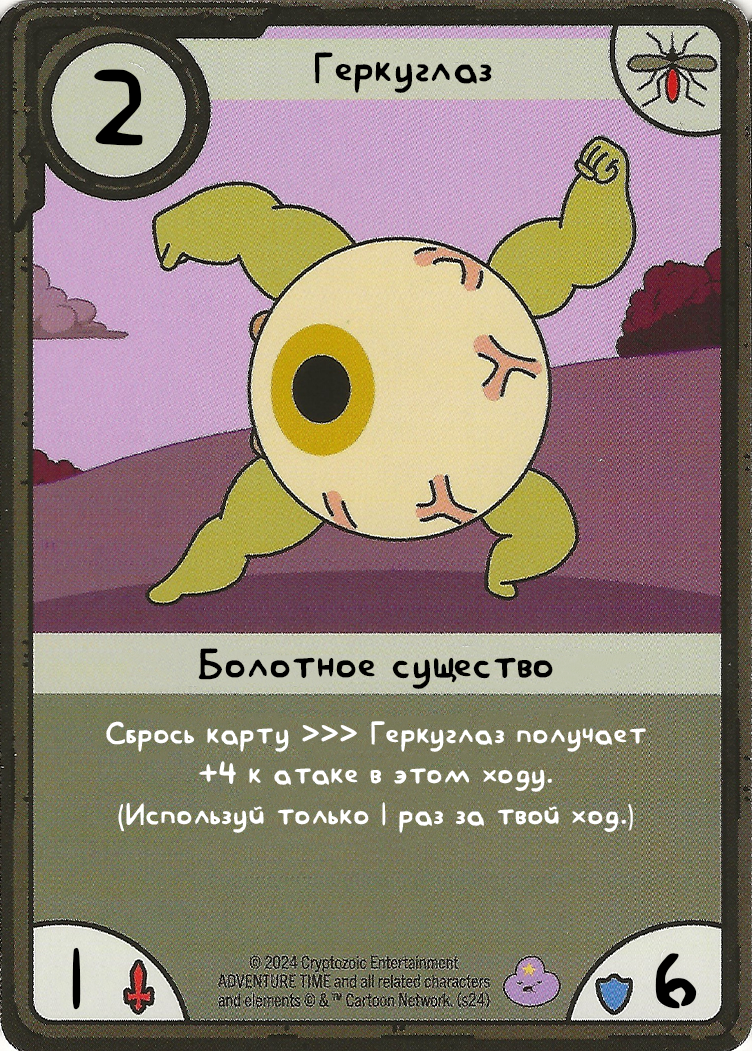 2
Геркуглаз
Болотное существо
Сбрось карту >>> Геркуглаз получает
+4 к атаке в этом ходу.
(Используй только 1 раз за твой ход.)
1
© 2024 Cryptozoic Entertainment
ADVENTURE TIME and all related characters
and elements © & ™ Cartoon Network. (s24)
6